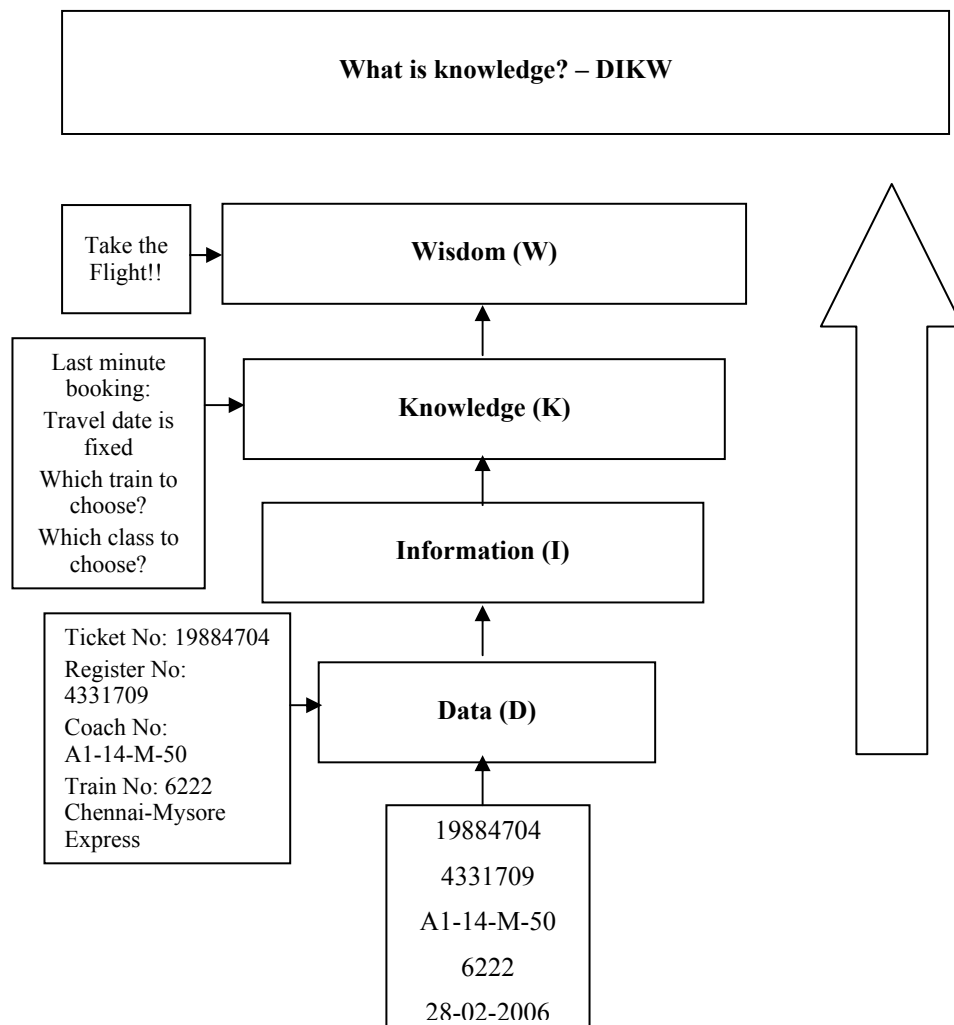 What is knowledge? – DIKW
Take the
Flight!!
Wisdom (W)
Last minute
booking:
Travel date is
fixed
Which train to
choose?
Which class to
choose?
Knowledge (K)
Information (I)
Ticket No: 19884704
Register No:
4331709
Coach No:
A1-14-M-50
Train No: 6222
Chennai-Mysore
Express
Data (D)
19884704
4331709
A1-14-M-50
6222
28-02-2006